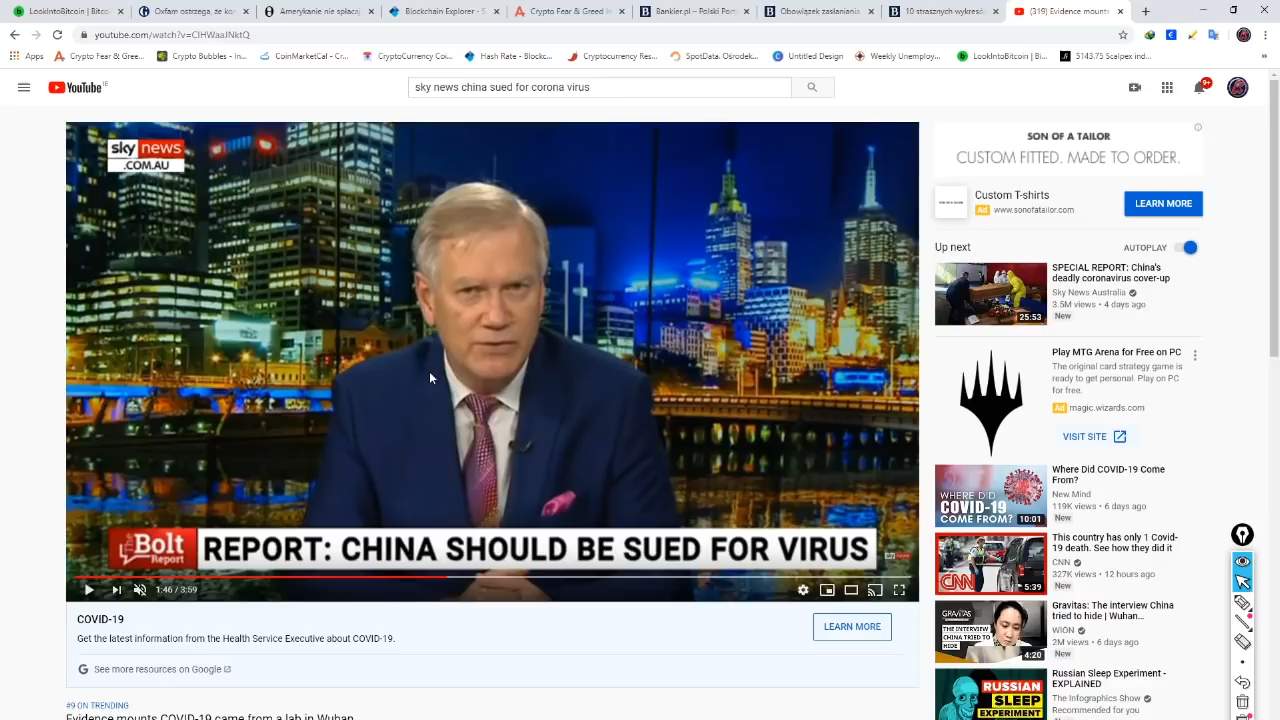 LookIntoBitcoin | Bitco
Oxfam ostrzega, że ko
Amerykanie nie spłacaj
Blockchain Explorer - S
Crypto Fear & Greed In
Bankier.pl – Polski Port
Obowiązek zasłaniania
10 strasznych wykresó
(319) YouTube
youtube.com/watch?v=ClHWaaJNktQ
Apps
Crypto Fear & Gree...
Crypto Bubbles - In...
CoinMarketCal - Cr...
CryptoCurrency Coi...
Hash Rate - Blockc...
Cryptocurrency Res...
SpotData, Ośrodek...
Untitled Design
Weekly Unemploy...
LookIntoBitcoin | Bi...
5143.75 Scalpex ind...
YouTube IE
sky news china sued for corona virus
9+
sky news
.COM.AU
the Bolt Report
REPORT: CHINA SHOULD BE SUED FOR VIRUS
1:46 / 3:59
COVID-19
Get the latest information from the Health Service Executive about COVID-19.
LEARN MORE
See more resources on Google
#9 ON TRENDING
Evidence mounts COVID-19 came from a lab in Wuhan
SON OF A TAILOR
CUSTOM FITTED. MADE TO ORDER.
Custom T-shirts
Ad www.sonofatailor.com
LEARN MORE
Up next
AUTOPLAY
SPECIAL REPORT: China's
deadly coronavirus cover-up
Sky News Australia
3.5M views • 4 days ago
New
25:53
Play MTG Arena for Free on PC
The original card strategy game is
ready to get personal. Play on PC
for free.
Ad magic.wizards.com
VISIT SITE
Where Did COVID-19 Come
From?
New Mind
119K views • 6 days ago
New
WHERE DID
COVID-19
COME FROM?
10:01
This country has only 1 Covid-
19 death. See how they did it
CNN
327K views • 12 hours ago
New
CNN
5:39
Gravitas: The interview China
tried to hide | Wuhan...
WION
2M views • 6 days ago
New
GRAVITAS
THE INTERVIEW
CHINA TRIED TO
HIDE
4:20
Russian Sleep Experiment -
EXPLAINED
The Infographics Show
Recommended for you
RUSSIAN
SLEEP
EXPERIMENT